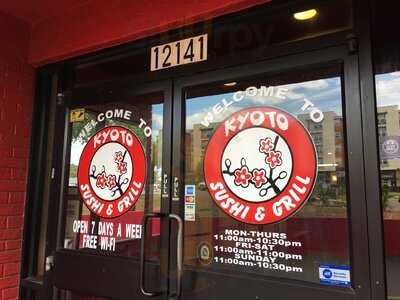 12141
WELCOME TO
KYOTO
SUSHI & GRILL
OPEN 7 DAYS A WEEK
FREE WI-FI
WELCOME TO
KYOTO
SUSHI & GRILL
MON-THURS
11:00am-10:30pm
FRI-SAT
11:00am-10:30pm
SUNDAY
11:00am-10:00pm